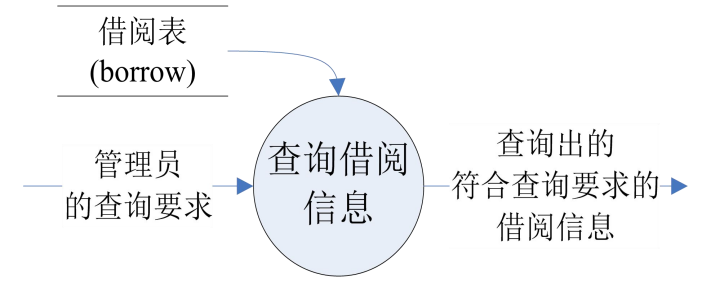 借阅表
(borrow)
管理员
的查询要求
查询借阅
信息
查询出的
符合查询要求的
借阅信息